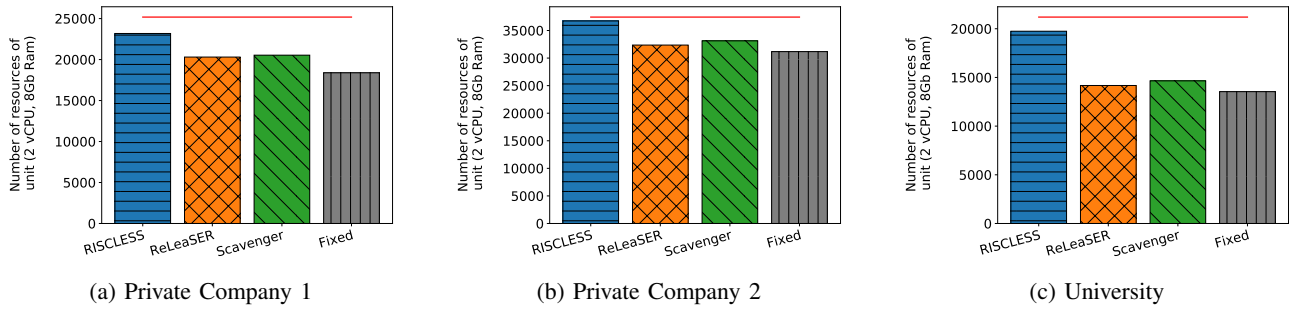 Number of resources of
unit (2 vCPU, 8Gb Ram)
25000
20000
15000
10000
5000
0
RISCLESS
ReLeaSER
Scavenger
Fixed
(a) Private Company 1
Number of resources of
unit (2 vCPU, 8Gb Ram)
35000
30000
25000
20000
15000
10000
5000
0
RISCLESS
ReLeaSER
Scavenger
Fixed
(b) Private Company 2
Number of resources of
unit (2 vCPU, 8Gb Ram)
20000
15000
10000
5000
0
RISCLESS
ReLeaSER
Scavenger
Fixed
(c) University